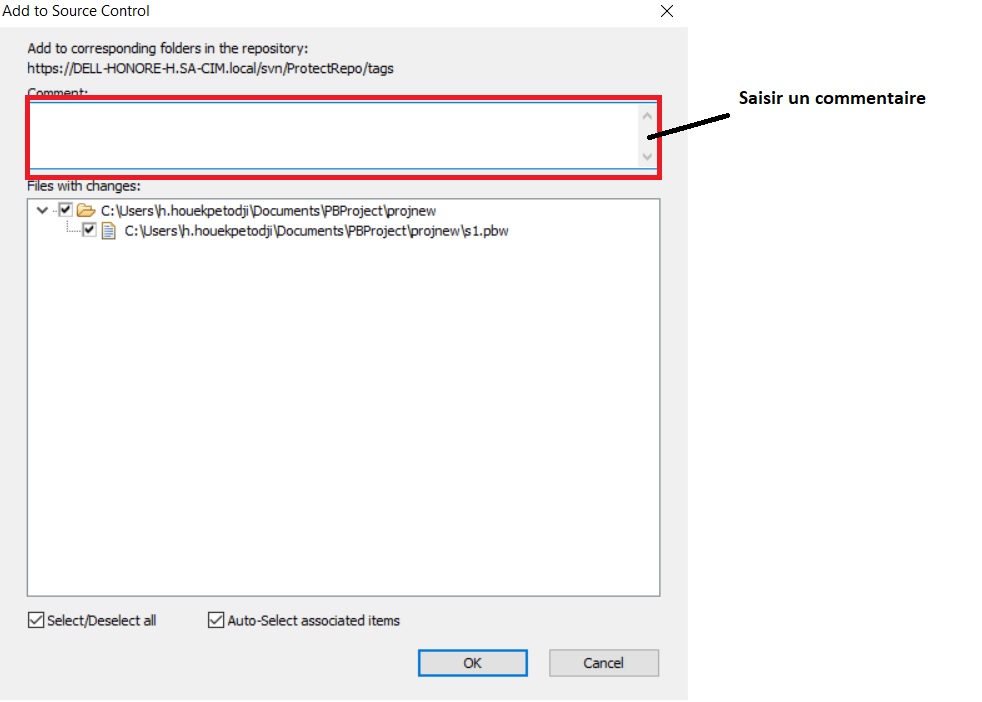 Add to Source Control
Add to corresponding folders in the repository:
https://DELL-HONORE-H.SA-CIM.local/svn/ProtectRepo/tags
Comment:
Saisir un commentaire
Files with changes:
C:\Users\h.houekpetodji\Documents\PBProject\projnew
C:\Users\h.houekpetodji\Documents\PBProject\projnew\s1.pbw
Select/Deselect all
Auto-Select associated items
OK
Cancel